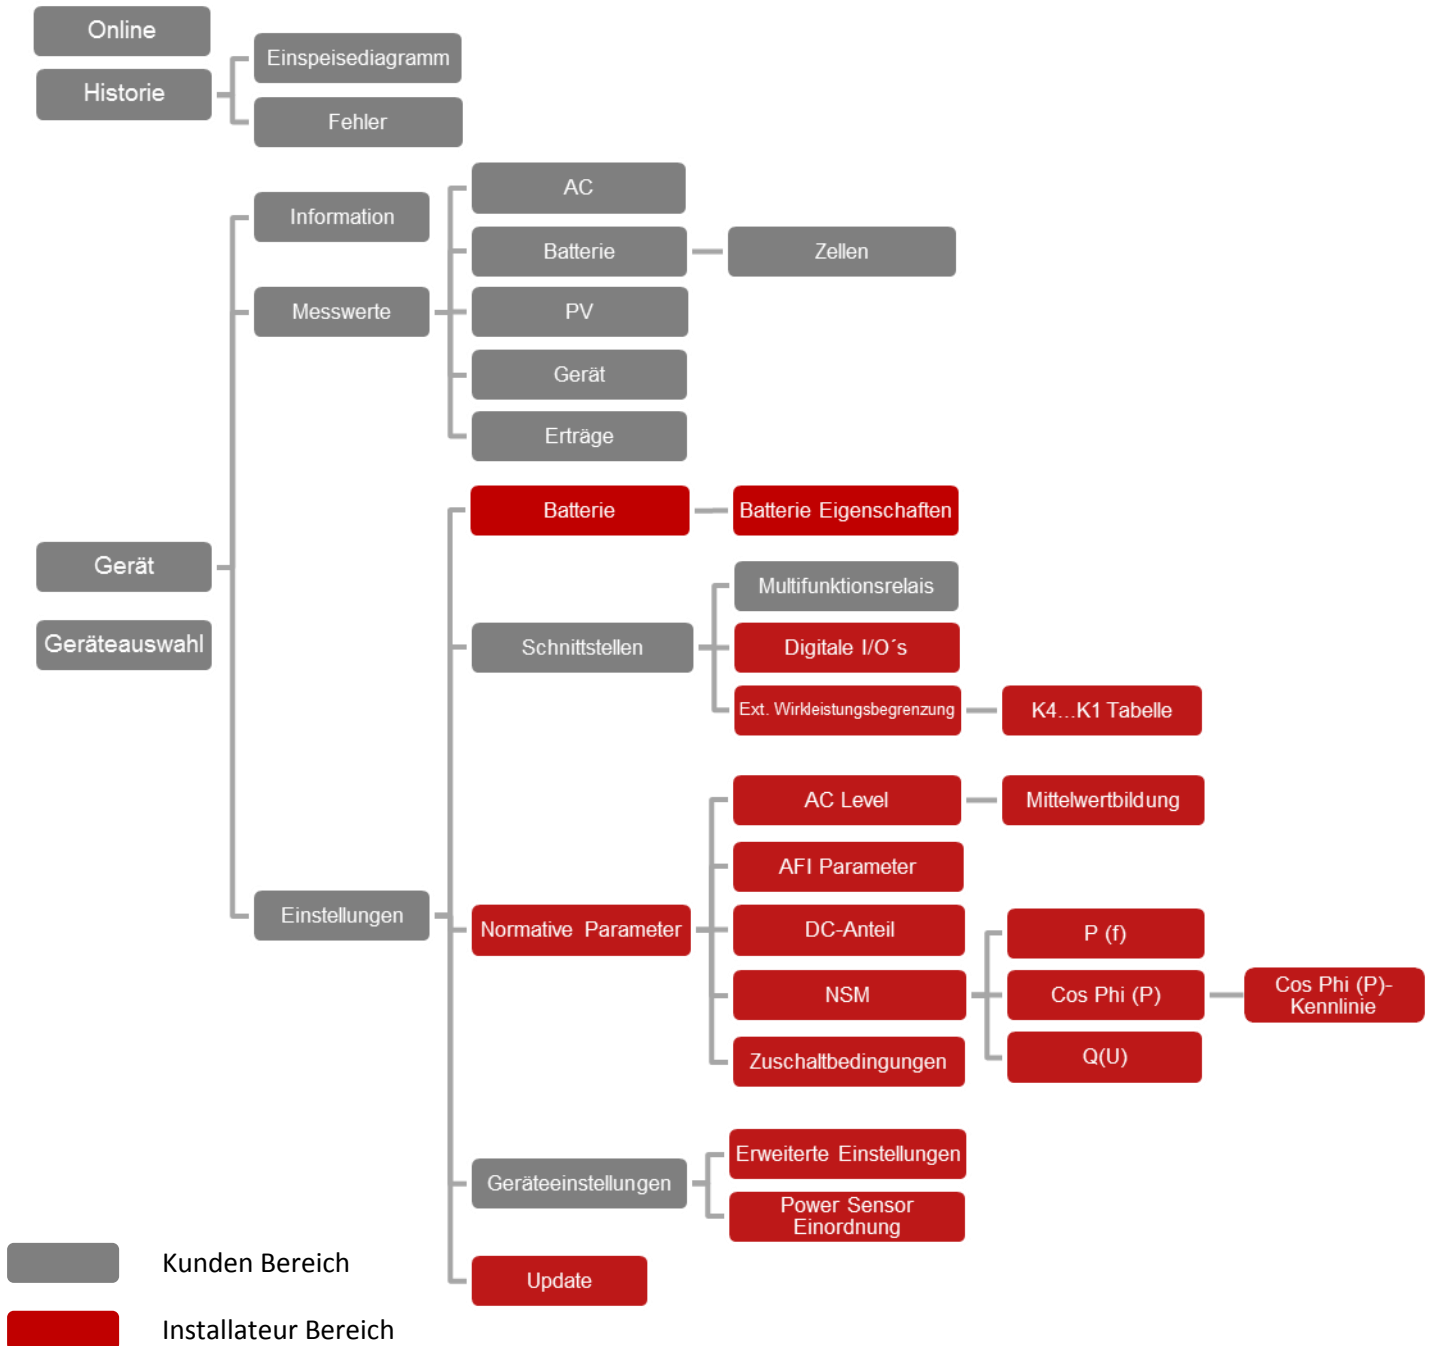 Online
Historie
Einspeisediagramm
Fehler
Information
Messwerte
AC
Batterie
Zellen
PV
Gerät
Erträge
Gerät
Geräteauswahl
Einstellungen
Batterie
Batterie Eigenschaften
Schnittstellen
Multifunktionsrelais
Digitale I/O´s
Ext. Wirkleistungsbegrenzung
K4...K1 Tabelle
Normative Parameter
AC Level
Mittelwertbildung
AFI Parameter
DC-Anteil
NSM
P (f)
Cos Phi (P)
Cos Phi (P)-
Kennlinie
Q(U)
Zuschaltbedingungen
Geräteeinstellungen
Erweiterte Einstellungen
Power Sensor
Einordnung
Update
Kunden Bereich
Installateur Bereich